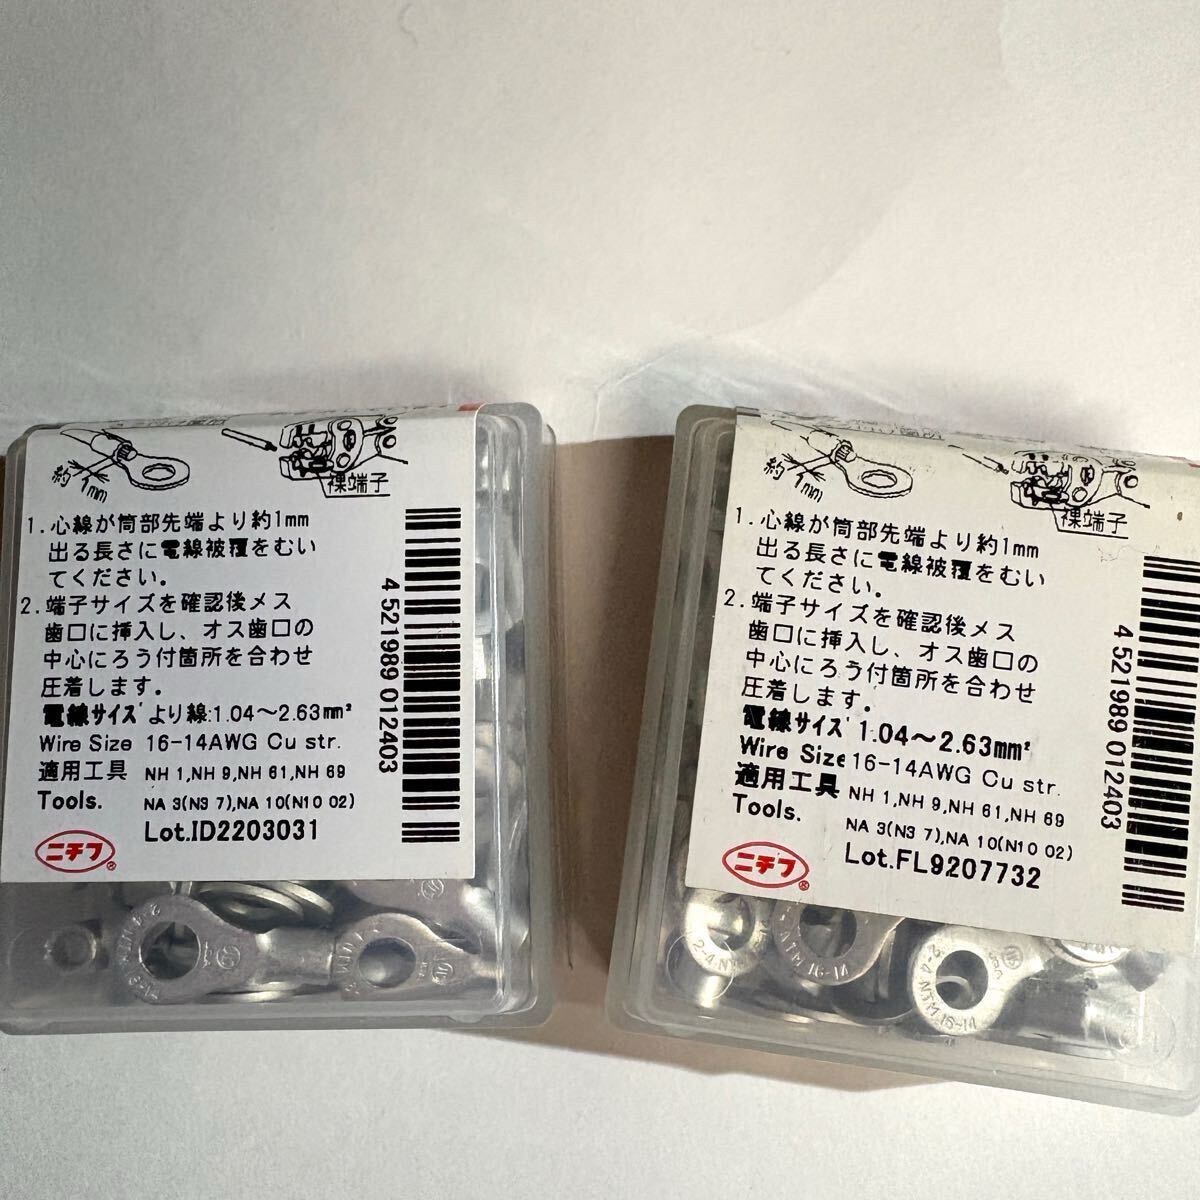 約1mm
裸端子
1.心線が筒部先端より約1mm
出る長さに電線被覆をむい
てください。
2.端子サイズを確認後メス
歯口に挿入し、オス歯口の
中心にろう付箇所を合わせ
圧着します。
電線サイズ より線:1.04〜2.63mm²
Wire Size 16-14AWG Cu str.
適用工具 NH 1,NH 9,NH 61,NH 69
Tools. NA 3(N3 7),NA 10(N10 02)
Lot.ID2203031
ニチフ®
4 521989 012403
約1mm
裸端子
1.心線が筒部先端より約1mm
出る長さに電線被覆をむい
てください。
2.端子サイズを確認後メス
歯口に挿入し、オス歯口の
中心にろう付箇所を合わせ
圧着します。
電線サイズ 1.04〜2.63mm²
Wire Size 16-14AWG Cu str.
適用工具 NH 1,NH 9,NH 61,NH 69
Tools. NA 3(N3 7),NA 10(N10 02)
Lot.FL9207732
ニチフ®
4 521989 012403
2-4 NTM
16-14
2-4 NTM 16-14